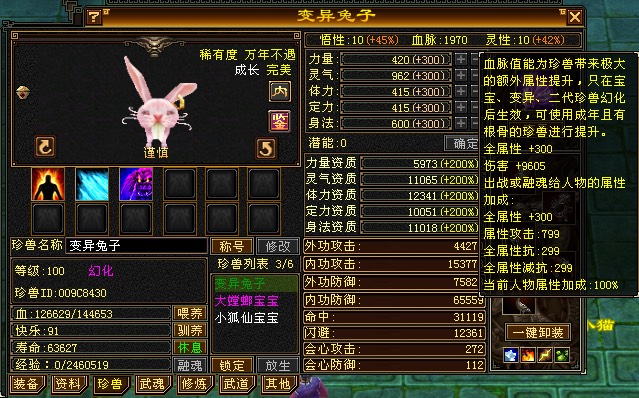 变异兔子
稀有度 万年不遇
成长 完美
内
鉴
谨慎
珍兽名称 变异兔子 称号 修改
等级:100 幻化
珍兽ID:009C8430
血:126629/144653 喂养
快乐:91 驯养
寿命:63627 休息
经验:0/2460519 融魂
珍兽列表 3/6
变异兔子
大螳螂宝宝
小狐仙宝宝
锁定 放生
悟性:10 (+45%) 血脉:1970 灵性:10 (+42%)
力量 420 (+300)
灵气 962 (+300)
体力 415 (+300)
定力 415 (+300)
身法 600 (+300)
潜能:0 确定
力量资质 5973 (+200%)
灵气资质 11065 (+200%)
体力资质 12341 (+200%)
定力资质 10051 (+200%)
身法资质 11018 (+200%)
外功攻击: 4427
内功攻击: 15377
外功防御: 7582
内功防御: 65559
命中: 31119
闪避: 12361
会心攻击: 272
会心防御: 112
血脉值能为珍兽带来极大
的额外属性提升，只在宝
宝、变异、二代珍兽幻化
后生效，可使用成年且有
根骨的珍兽进行提升。
全属性 +300
伤害 +9605
出战或融魂给人物的属性
加成:
全属性 +300
属性攻击:799
全属性抗:299
全属性减抗:299
当前人物属性加成:100%
一键卸装
猫
装备 资料 珍兽 武魂 修炼 武道 其他